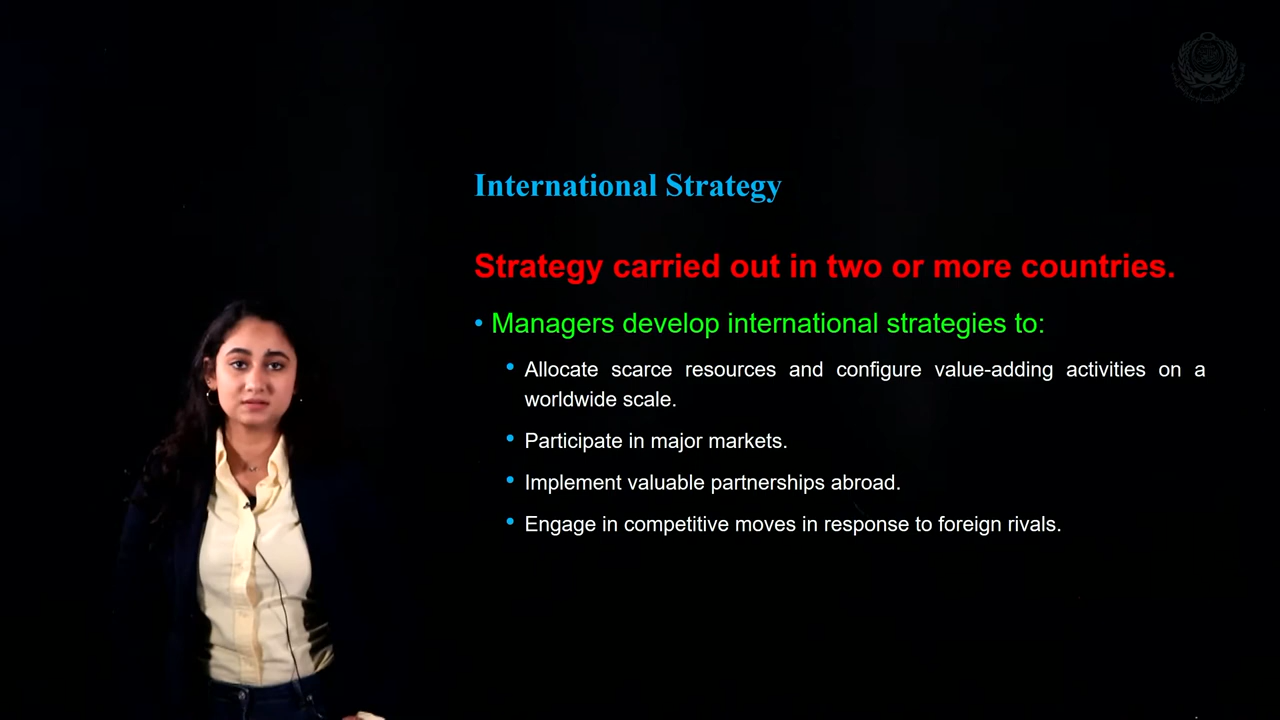 International Strategy
Strategy carried out in two or more countries.
• Managers develop international strategies to:
• Allocate scarce resources and configure value-adding activities on a
worldwide scale.
• Participate in major markets.
• Implement valuable partnerships abroad.
• Engage in competitive moves in response to foreign rivals.